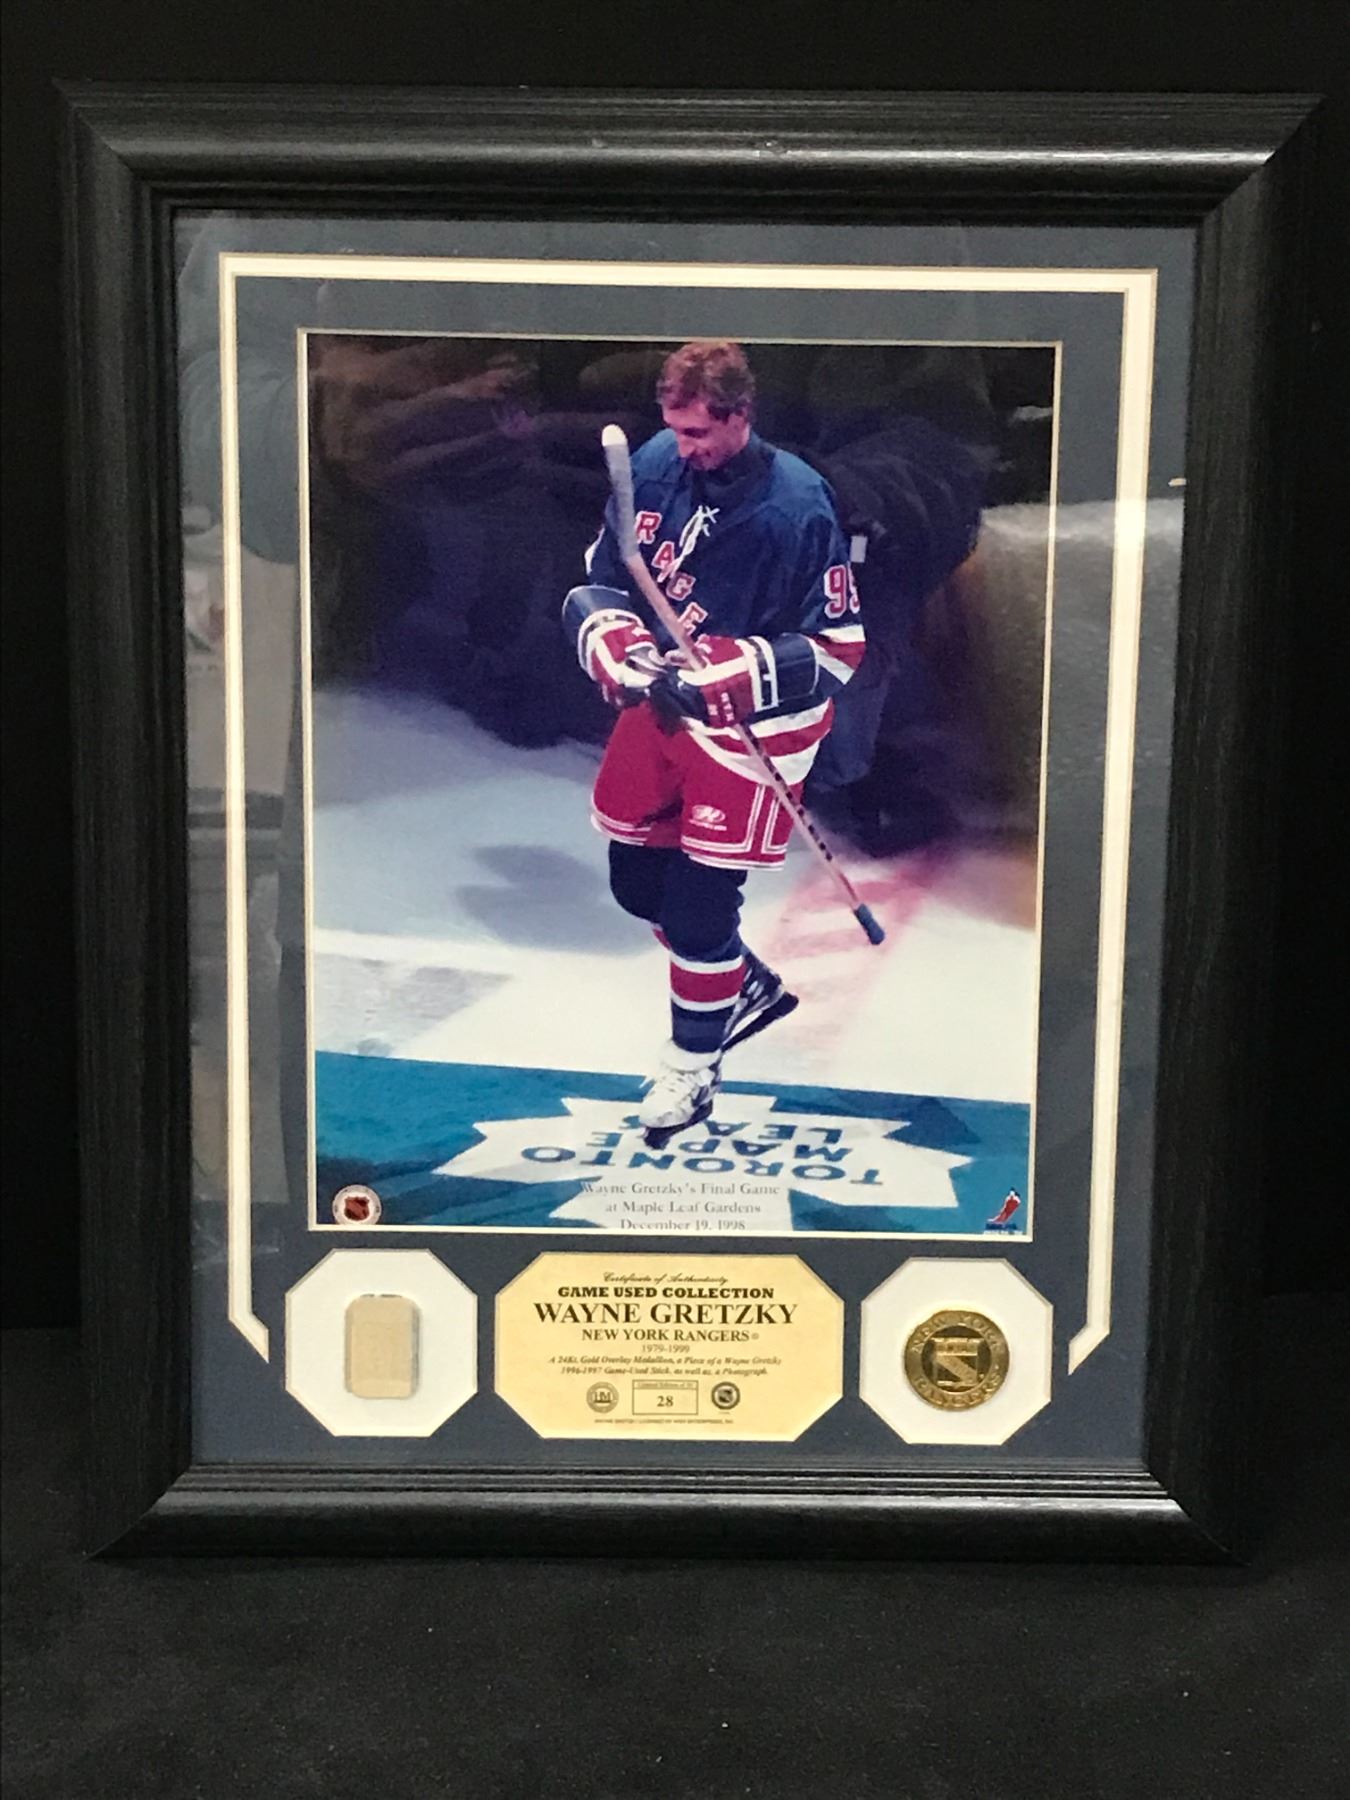 RAGE
99
TORONTO
MAPLE
LEAFS
Wayne Gretzky's Final Game
at Maple Leaf Gardens
December 19, 1998
Certificate of Authenticity
GAME USED COLLECTION
WAYNE GRETZKY
NEW YORK RANGERS®
1979-1999
A 24Kt. Gold Overlay Medallion, a Piece of a Wayne Gretzky
1996-1997 Game-Used Stick, as well as a Photograph.
28
NEW YORK
RANGERS